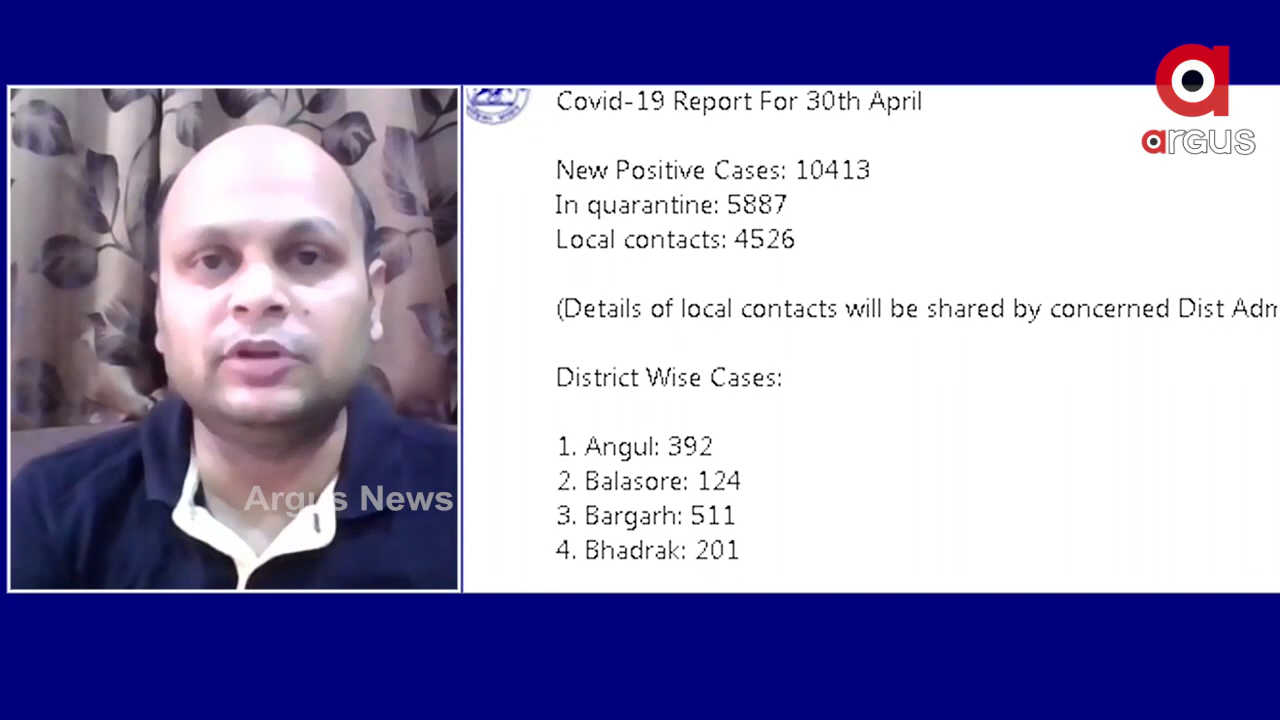 Covid-19 Report For 30th April
New Positive Cases: 10413
In quarantine: 5887
Local contacts: 4526
(Details of local contacts will be shared by concerned Dist Adm
District Wise Cases:
1. Angul: 392
2. Balasore: 124
3. Bargarh: 511
4. Bhadrak: 201
Argus News
a
argus